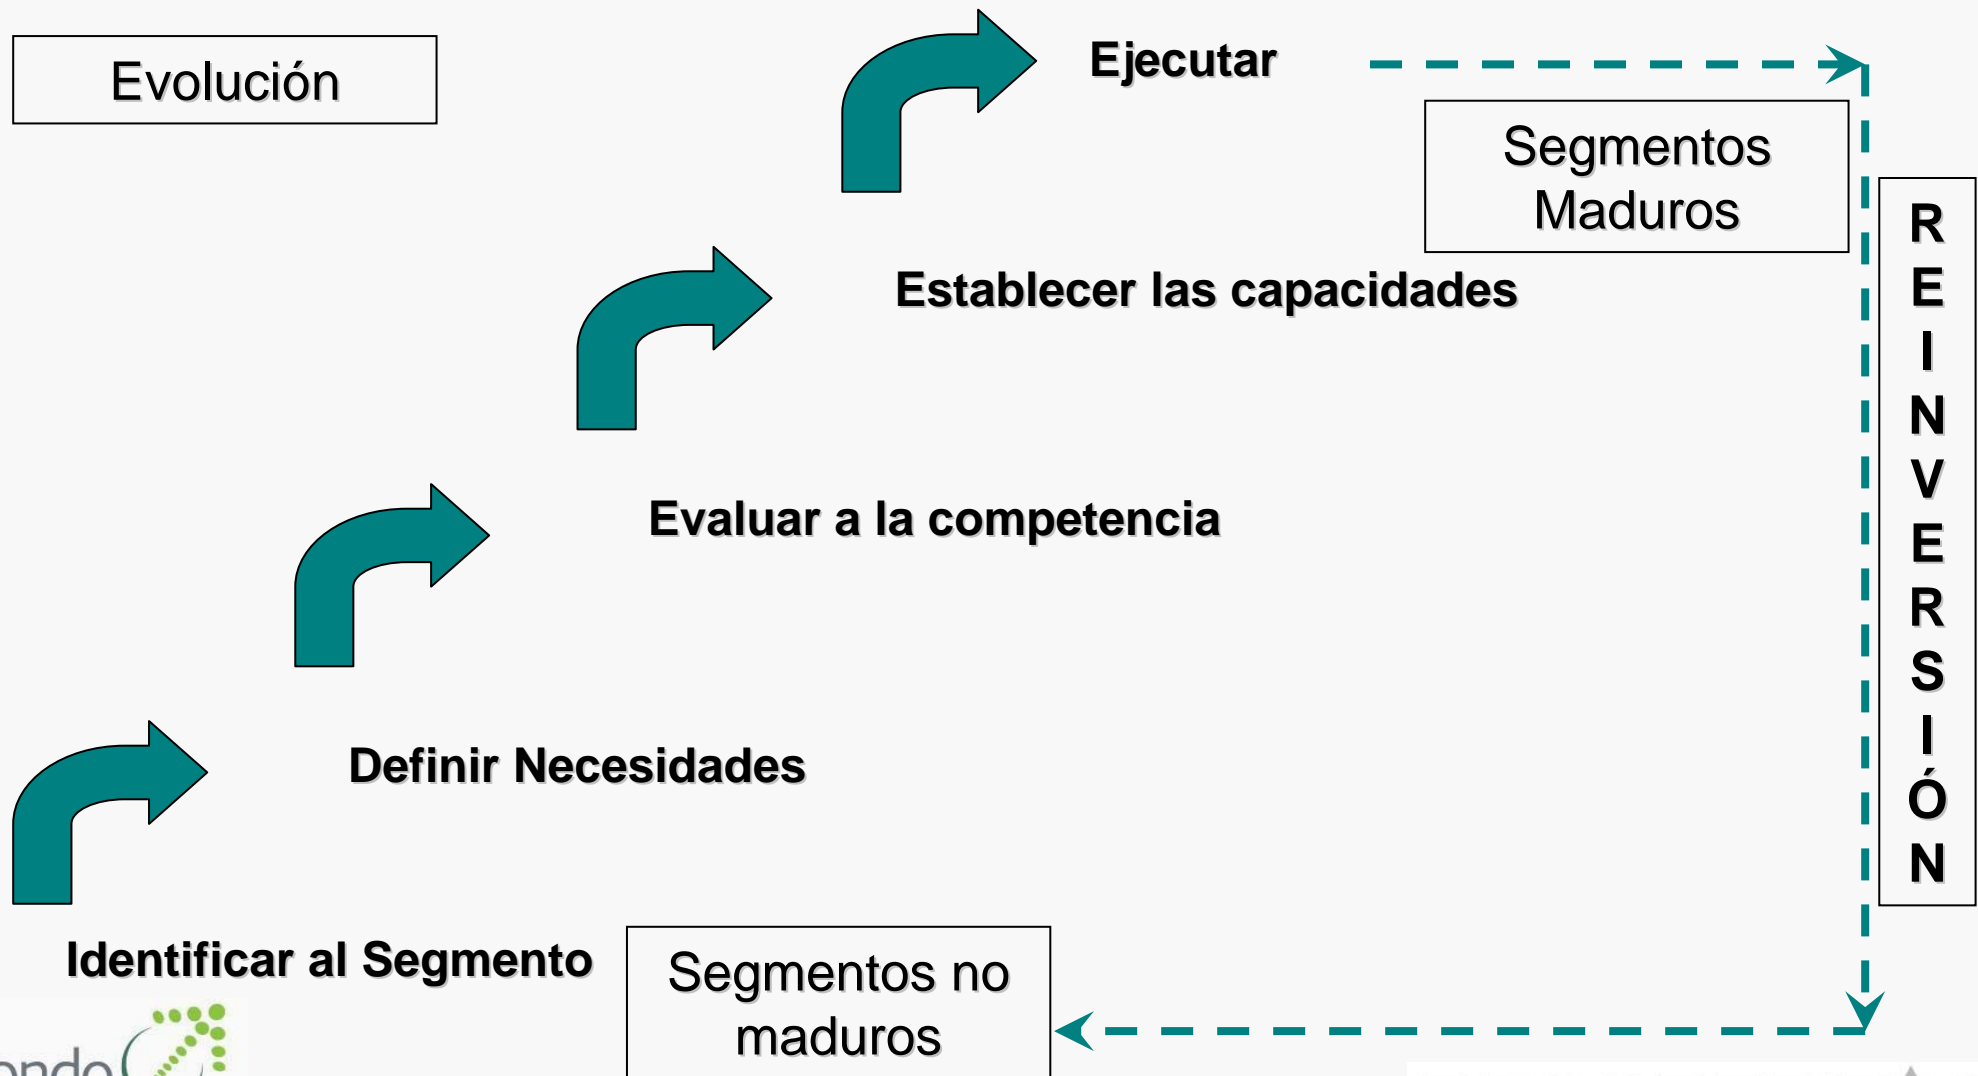 Evolución
Ejecutar
Segmentos
Maduros
Establecer las capacidades
Evaluar a la competencia
Definir Necesidades
Identificar al Segmento
Segmentos no
maduros
R
E
I
N
V
E
R
S
I
Ó
N